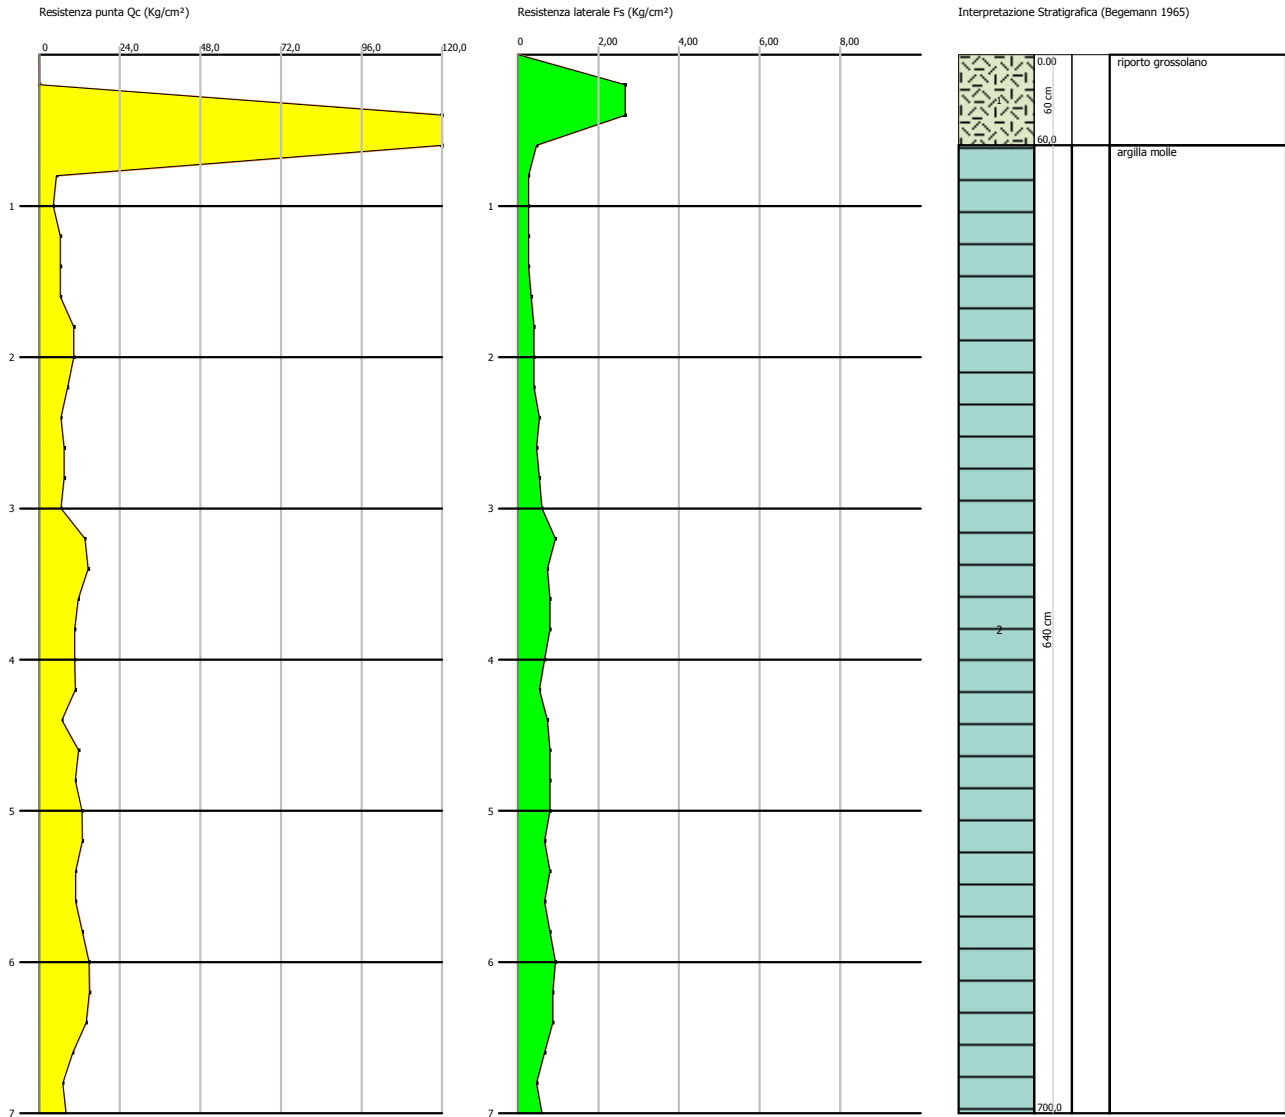 Resistenza punta Qc (Kg/cm²)
0 24,0 48,0 72,0 96,0 120,0
1
2
3
4
5
6
7
Resistenza laterale Fs (Kg/cm²)
0 2,00 4,00 6,00 8,00
1
2
3
4
5
6
7
Interpretazione Stratigrafica (Begemann 1965)
0.00
1
60 cm
60,0
riporto grossolano
argilla molle
2
640 cm
700,0